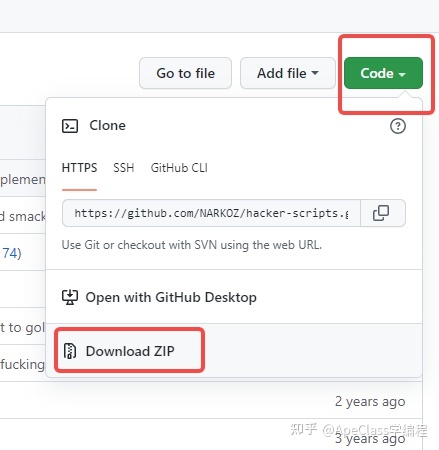 Go to file
Add file
Code
Clone
HTTPS SSH GitHub CLI
https://github.com/NARKOZ/hacker-scripts.g
Use Git or checkout with SVN using the web URL.
Open with GitHub Desktop
Download ZIP
plemen
d smack
74)
t to gol
fucking
2 years ago
3 years ago
知乎 @ApeClass学编程